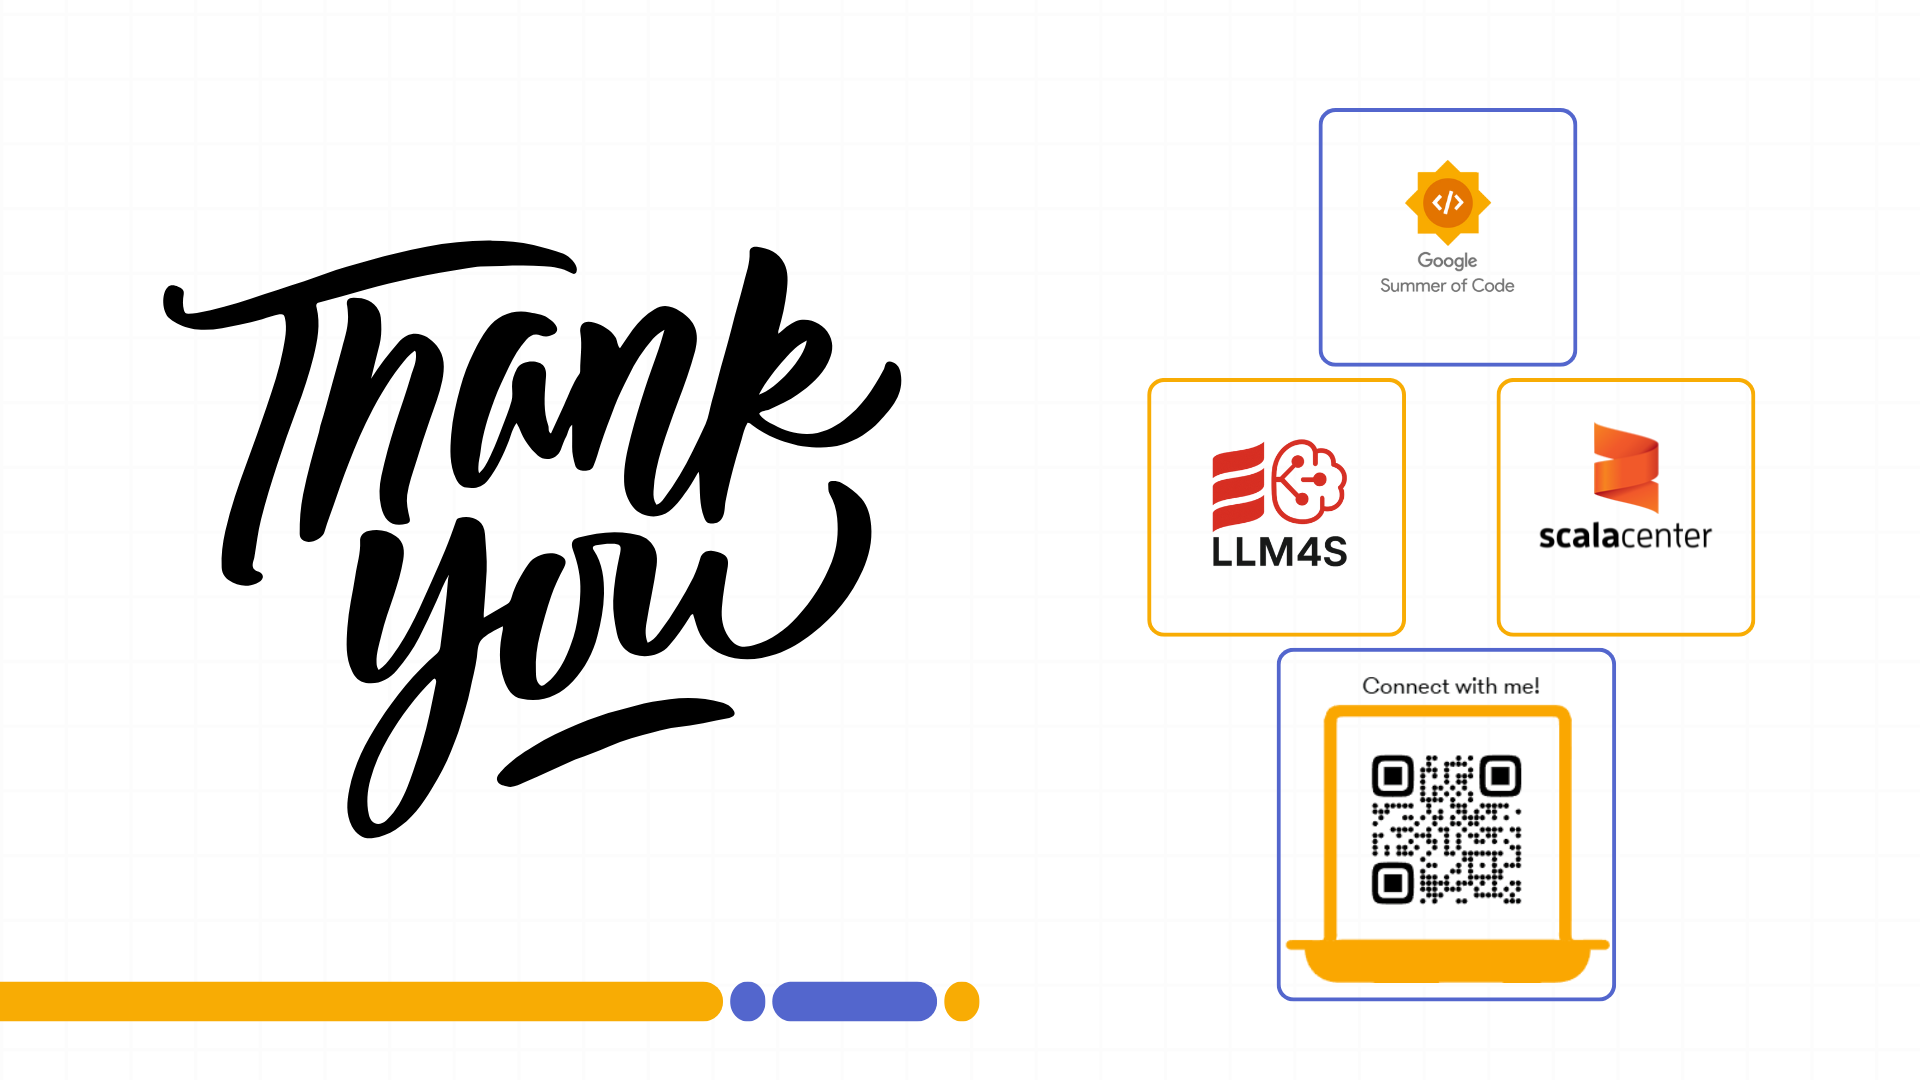 Thank
you
Google
Summer of Code
LLM4S
scalacenter
Connect with me!